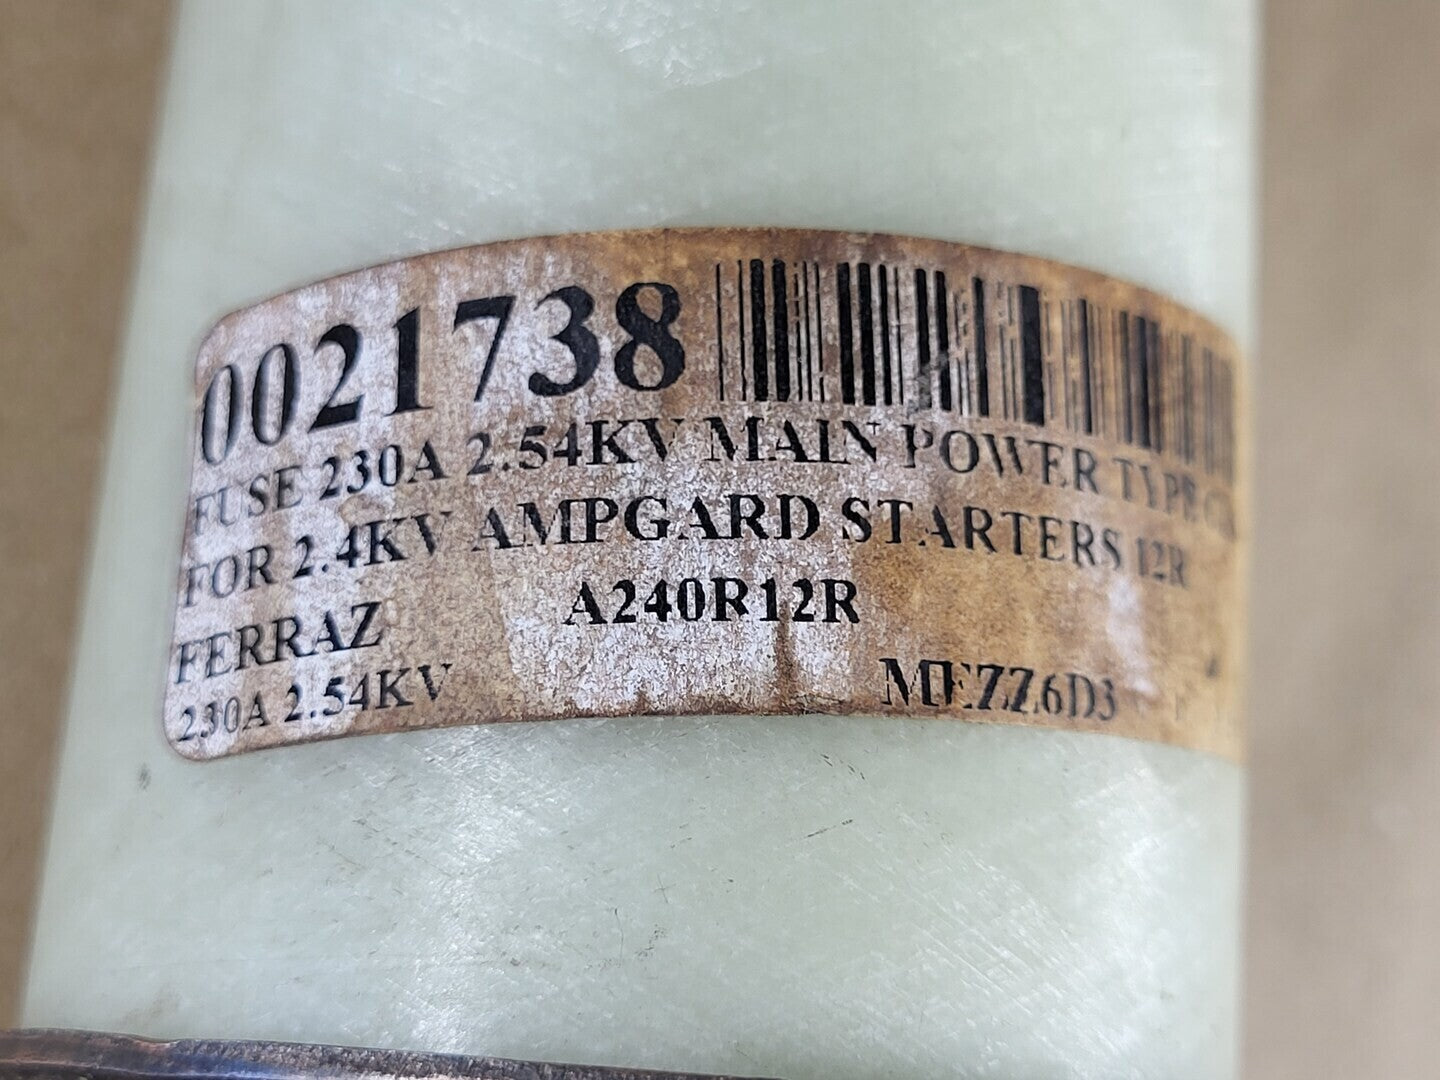 0021738
FUSE 230A 2.54KV MAIN POWER TYPE
FOR 2.4KV AMPGARD STARTERS 12R
FERRAZ A240R12R
230A 2.54KV MEZZ6D3